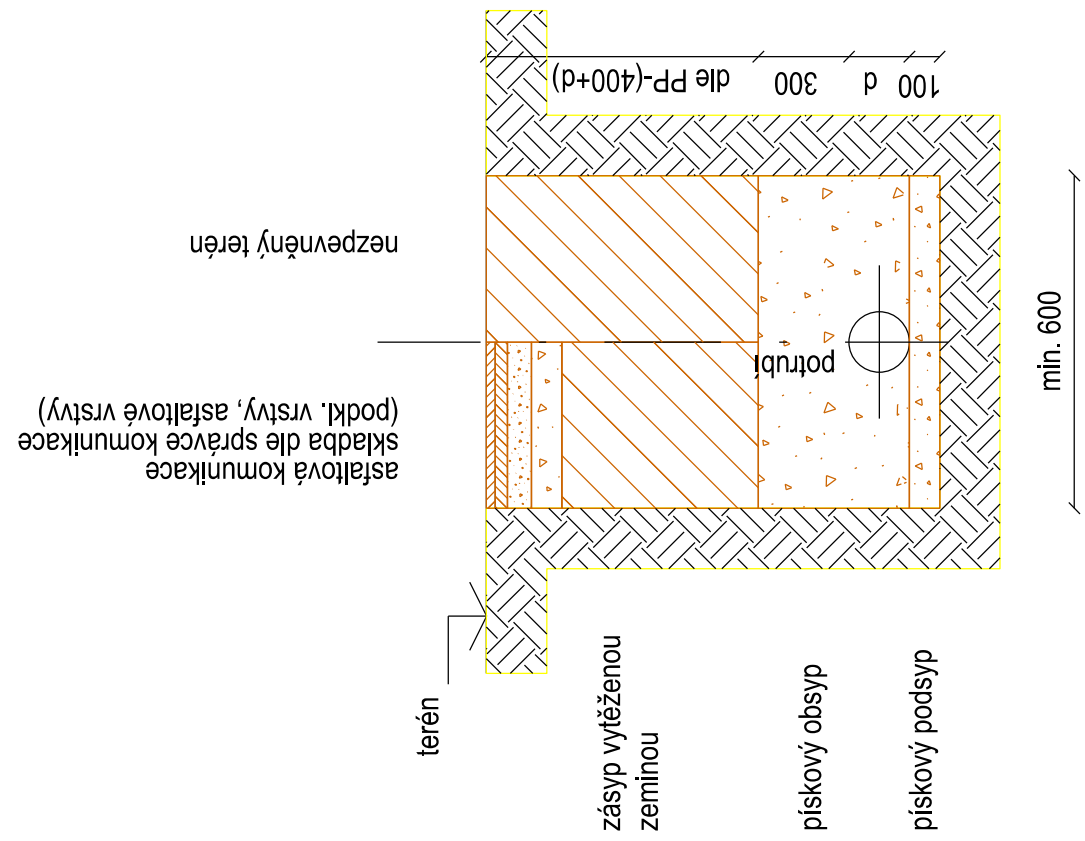 asfaltová komunikace
skladba dle správce komunikace
(podkl. vrstvy, asfaltové vrstvy)
nezpevněný terén
terén
zásyp vytěženou
zeminou
pískový obsyp
pískový podsyp
potrubí
dle PP-(400+d)
300
d
100
min. 600